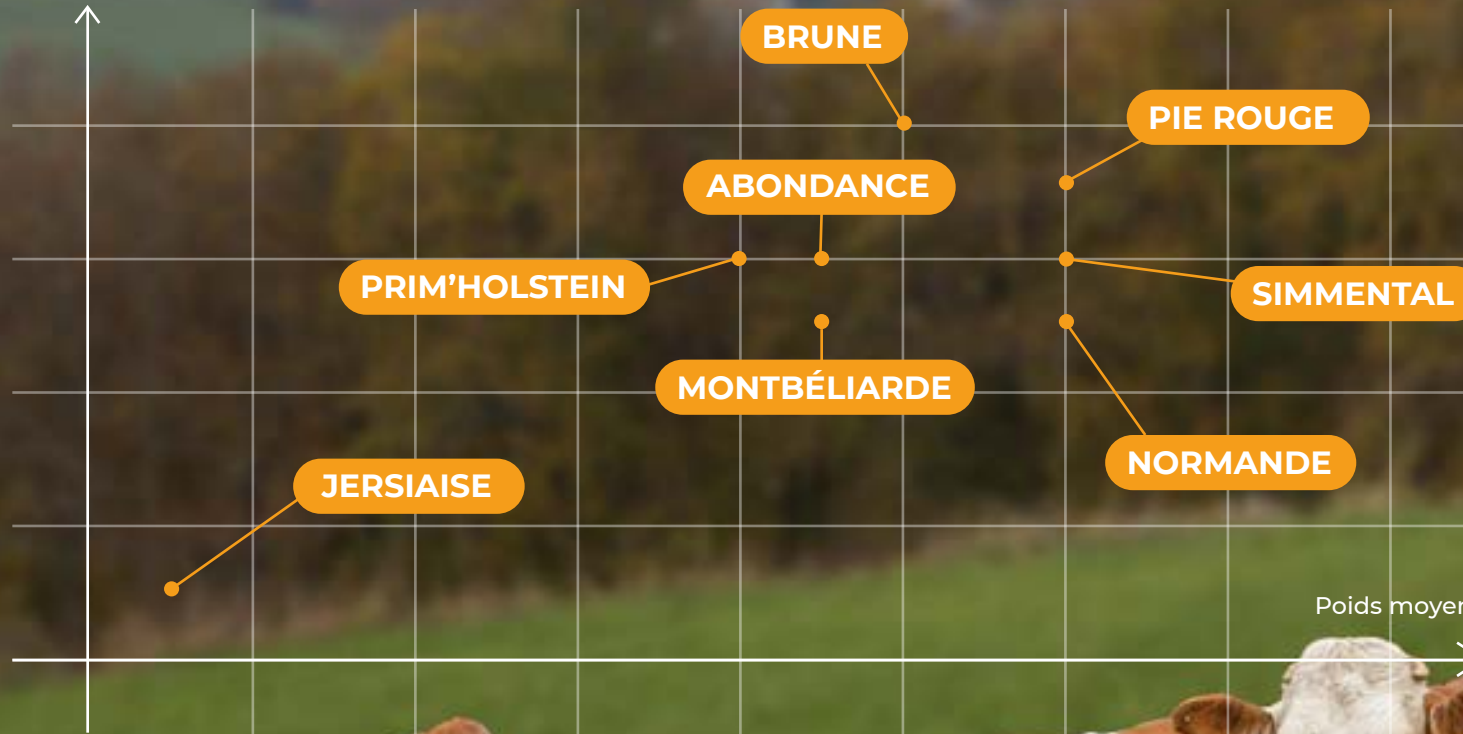 BRUNE
PIE ROUGE
ABONDANCE
PRIM’HOLSTEIN
SIMMENTAL
MONTBÉLIARDE
NORMANDE
JERSIAISE
Poids moyen